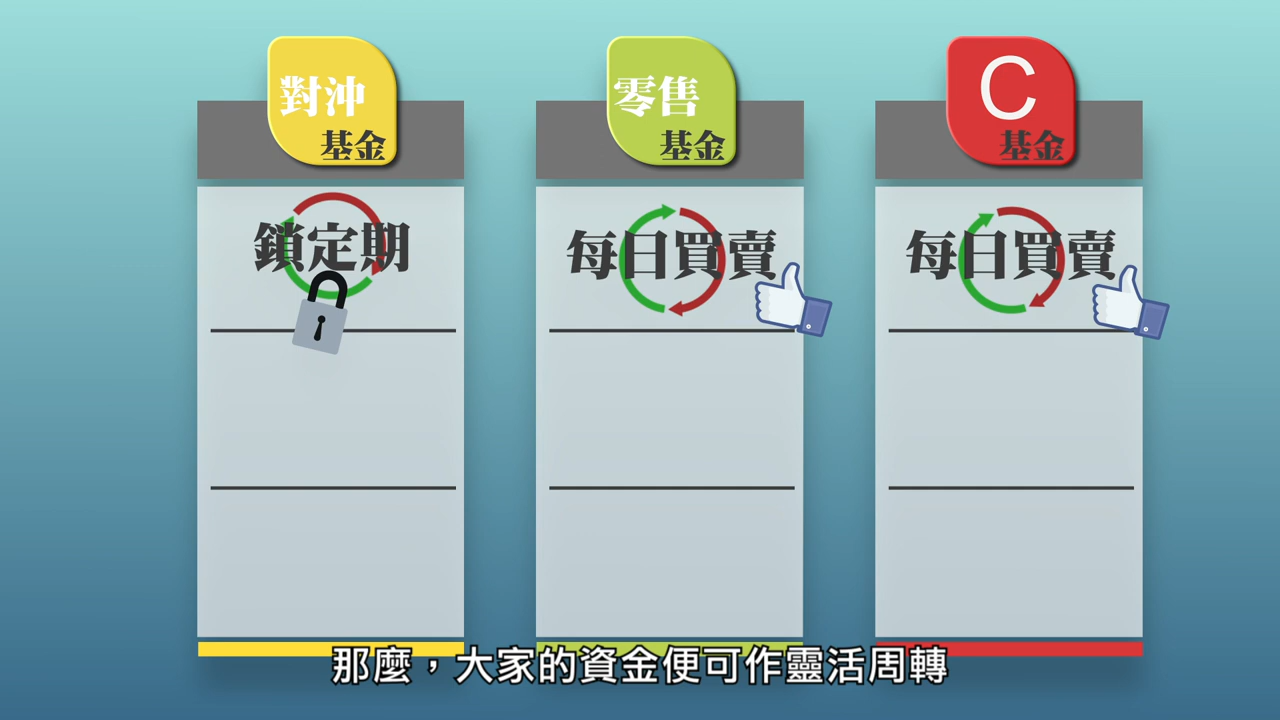 對沖
基金
零售
基金
C
基金
鎖定期
每日買賣
每日買賣
那麼，大家的資金便可作靈活周轉